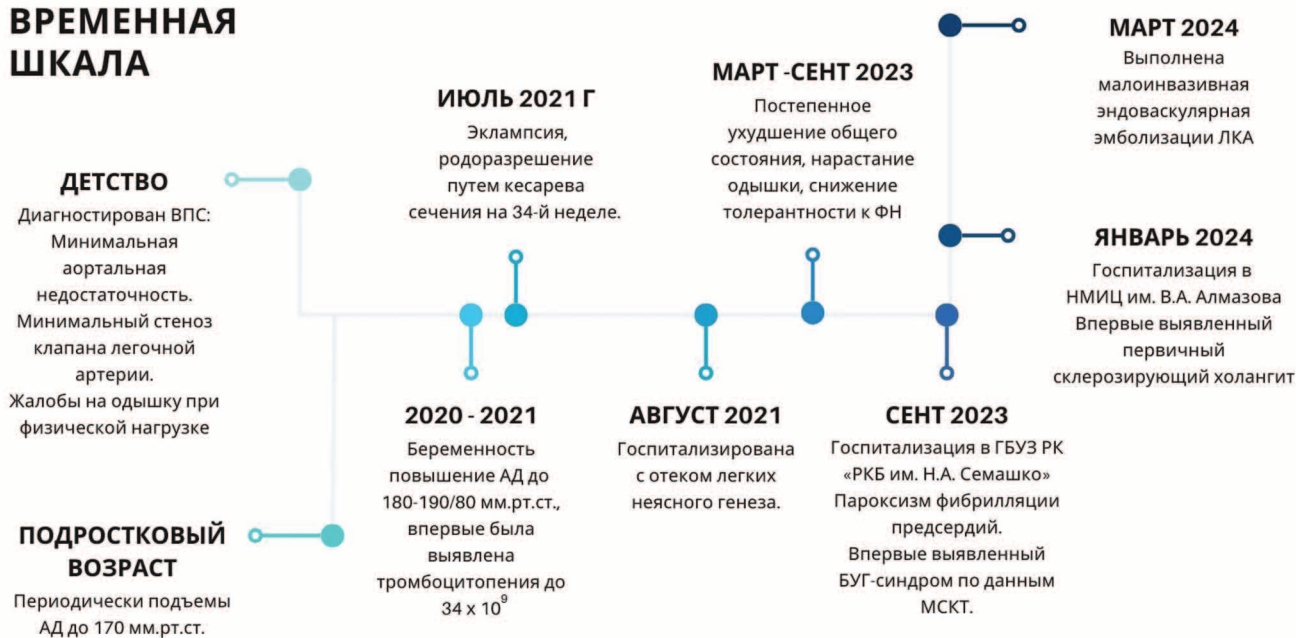 ВРЕМЕННАЯ
ШКАЛА
ДЕТСТВО
Диагностирован ВПС:
Минимальная
аортальная
недостаточность.
Минимальный стеноз
клапана легочной
артерии.
Жалобы на одышку при
физической нагрузке
ПОДРОСТКОВЫЙ
ВОЗРАСТ
Периодически подъемы
АД до 170 мм.рт.ст.
2020 - 2021
Беременность
повышение АД до
180-190/80 мм.рт.ст.,
впервые была
выявлена
тромбоцитопения до
34 х 10⁹
ИЮЛЬ 2021 Г
Эклампсия,
родоразрешение
путем кесарева
сечения на 34-й неделе.
АВГУСТ 2021
Госпитализирована
с отеком легких
неясного генеза.
МАРТ -СЕНТ 2023
Постепенное
ухудшение общего
состояния, нарастание
одышки, снижение
толерантности к ФН
СЕНТ 2023
Госпитализация в ГБУЗ РК
«РКБ им. Н.А. Семашко»
Пароксизм фибрилляции
предсердий.
Впервые выявленный
БУГ-синдром по данным
МСКТ.
ЯНВАРЬ 2024
Госпитализация в
НМИЦ им. В.А. Алмазова
Впервые выявленный
первичный
склерозирующий холангит
МАРТ 2024
Выполнена
малоинвазивная
эндоваскулярная
эмболизации ЛКА